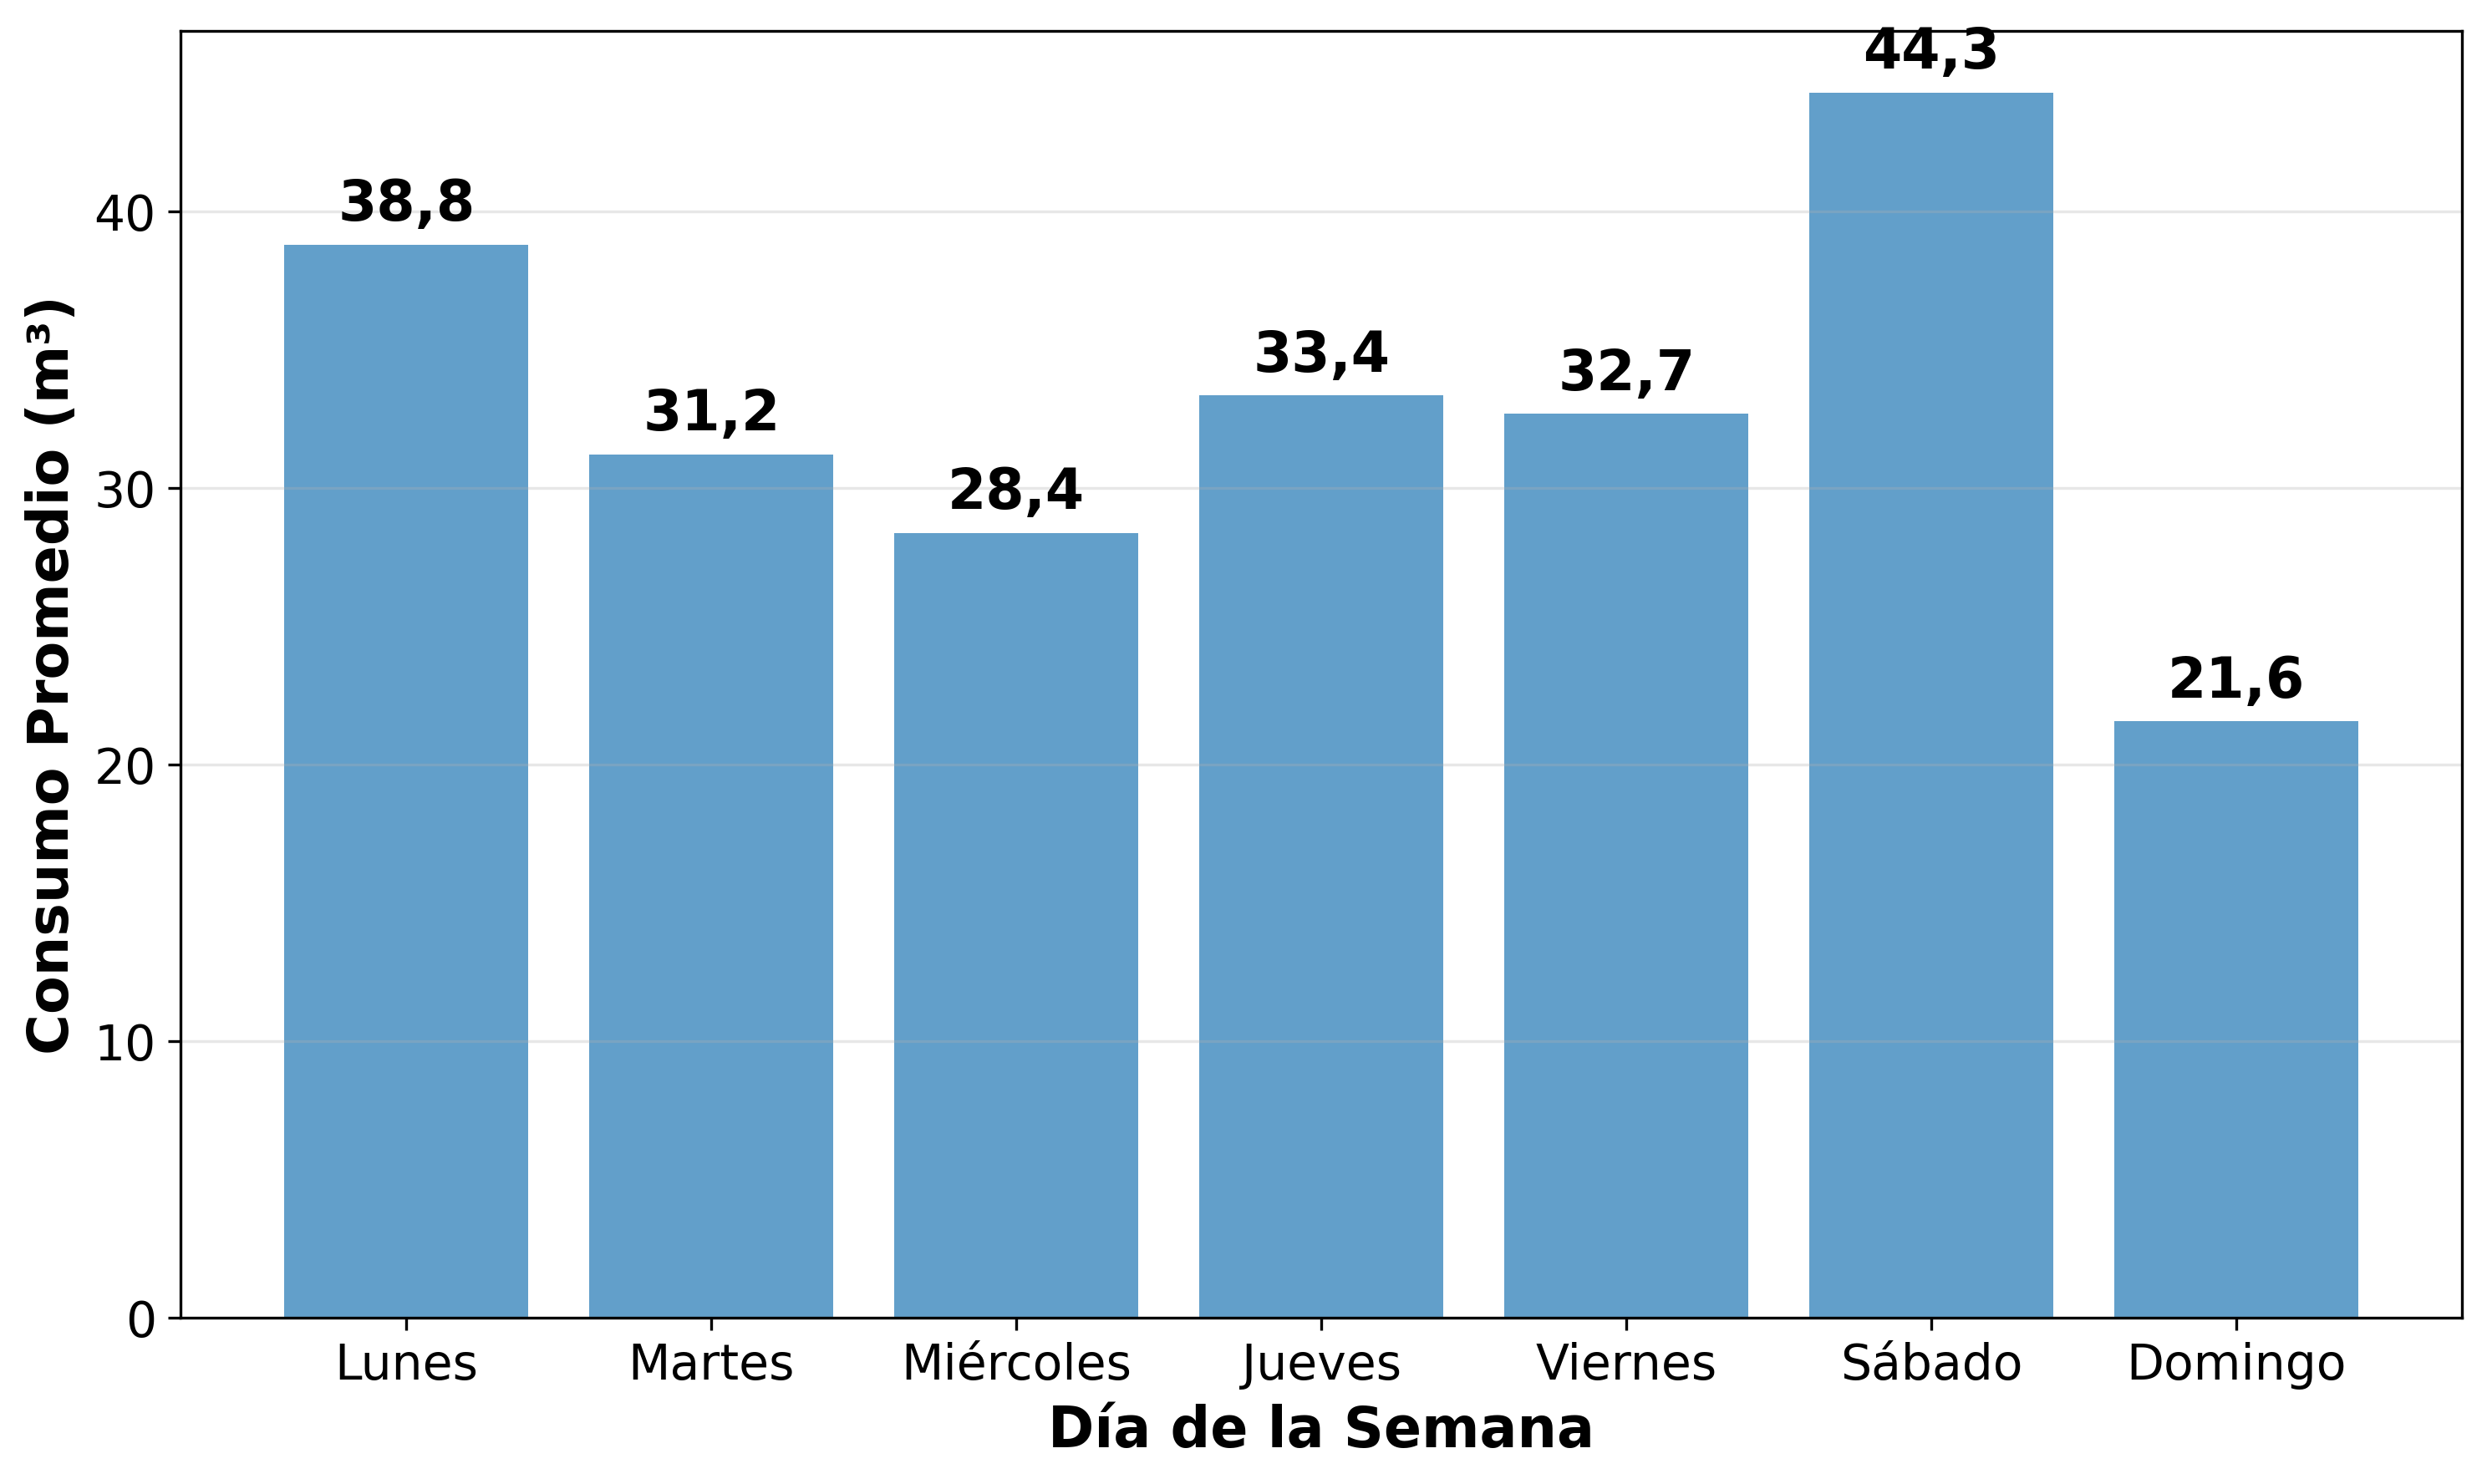 44,3
38,8
33,4
32,7
31,2
28,4
21,6
Consumo Promedio (m³)
40
30
20
10
0
Lunes
Martes
Miércoles
Jueves
Viernes
Sábado
Domingo
Día de la Semana